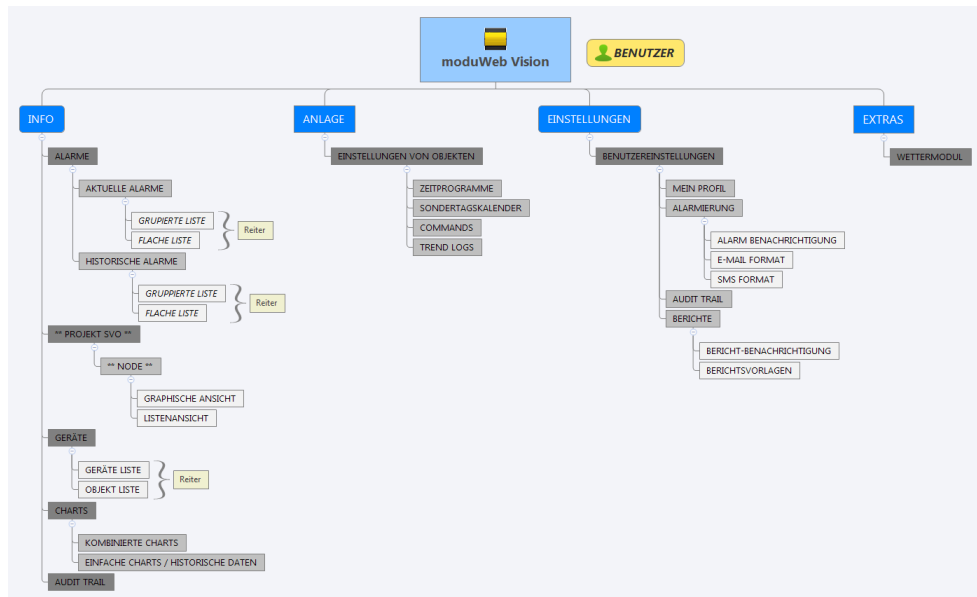 moduWeb Vision
BENUTZER
INFO
ALARME
AKTUELLE ALARME
GRUPIERTE LISTE
FLACHE LISTE
Reiter
HISTORISCHE ALARME
GRUPPIERTE LISTE
FLACHE LISTE
Reiter
** PROJEKT SVO **
** NODE **
GRAPHISCHE ANSICHT
LISTENANSICHT
GERÄTE
GERÄTE LISTE
OBJEKT LISTE
Reiter
CHARTS
KOMBINIERTE CHARTS
EINFACHE CHARTS / HISTORISCHE DATEN
AUDIT TRAIL
ANLAGE
EINSTELLUNGEN VON OBJEKTEN
ZEITPROGRAMME
SONDERTAGSKALENDER
COMMANDS
TREND LOGS
EINSTELLUNGEN
BENUTZEREINSTELLUNGEN
MEIN PROFIL
ALARMIERUNG
ALARM BENACHRICHTIGUNG
E-MAIL FORMAT
SMS FORMAT
AUDIT TRAIL
BERICHTE
BERICHT-BENACHRICHTIGUNG
BERICHTSVORLAGEN
EXTRAS
WETTERMODUL